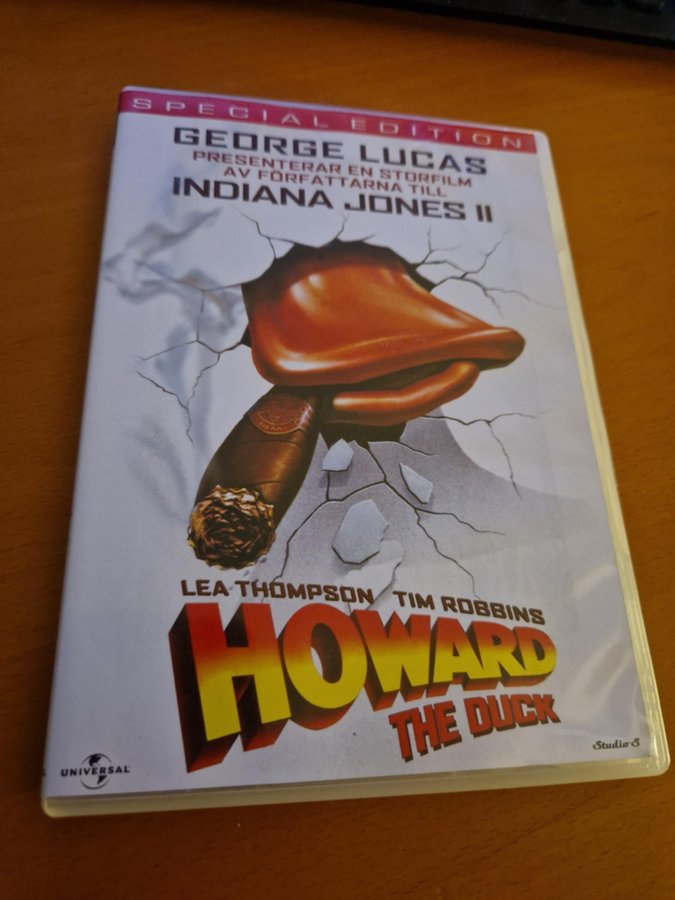 SPECIAL EDITION
GEORGE LUCAS
PRESENTERAR EN STORFILM
AV FÖRFATTARNA TILL
INDIANA JONES II
LEA THOMPSON TIM ROBBINS
HOWARD
THE DUCK
UNIVERSAL
Studio S